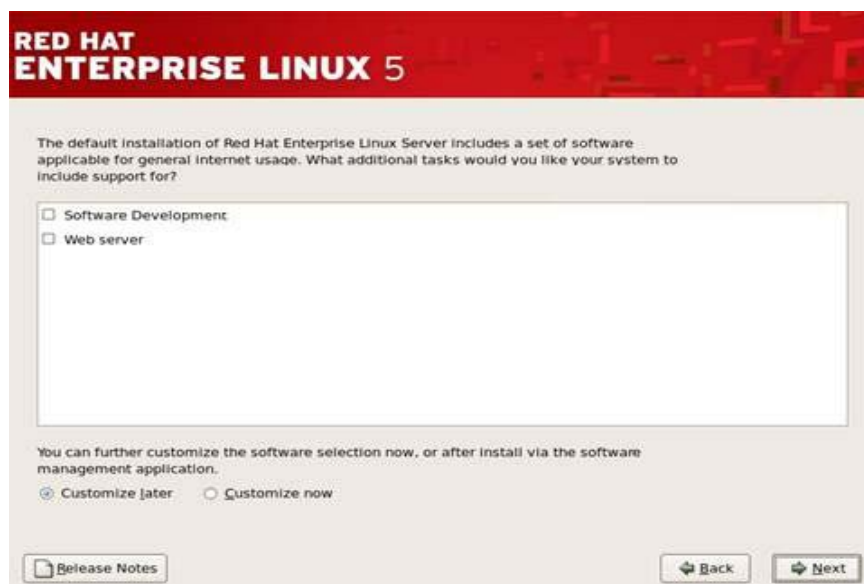 RED HAT
ENTERPRISE LINUX 5
The default installation of Red Hat Enterprise Linux Server includes a set of software
applicable for general internet usage. What additional tasks would you like your system to
include support for?
Software Development
Web server
You can further customize the software selection now, or after install via the software
management application.
Customize later Customize now
Release Notes Back Next